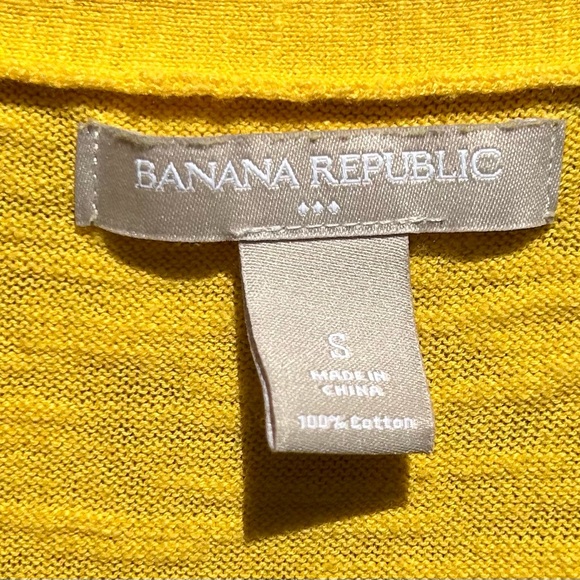 BANANA REPUBLIC
S
MADE IN
CHINA
100% Cotton